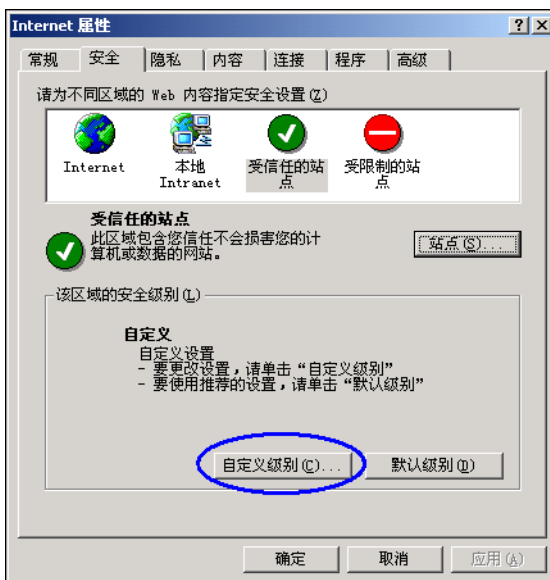 Internet 属性
常规 安全 隐私 内容 连接 程序 高级
请为不同区域的 Web 内容指定安全设置(Z)
Internet 本地 Intranet 受信任的站点 受限制的站点
受信任的站点
此区域包含您信任不会损害您的计
算机或数据的网站。
站点(S)...
该区域的安全级别(L)
自定义
自定义设置
- 要更改设置，请单击“自定义级别”
- 要使用推荐的设置，请单击“默认级别”
自定义级别(C)... 默认级别(D)
确定 取消 应用(A)